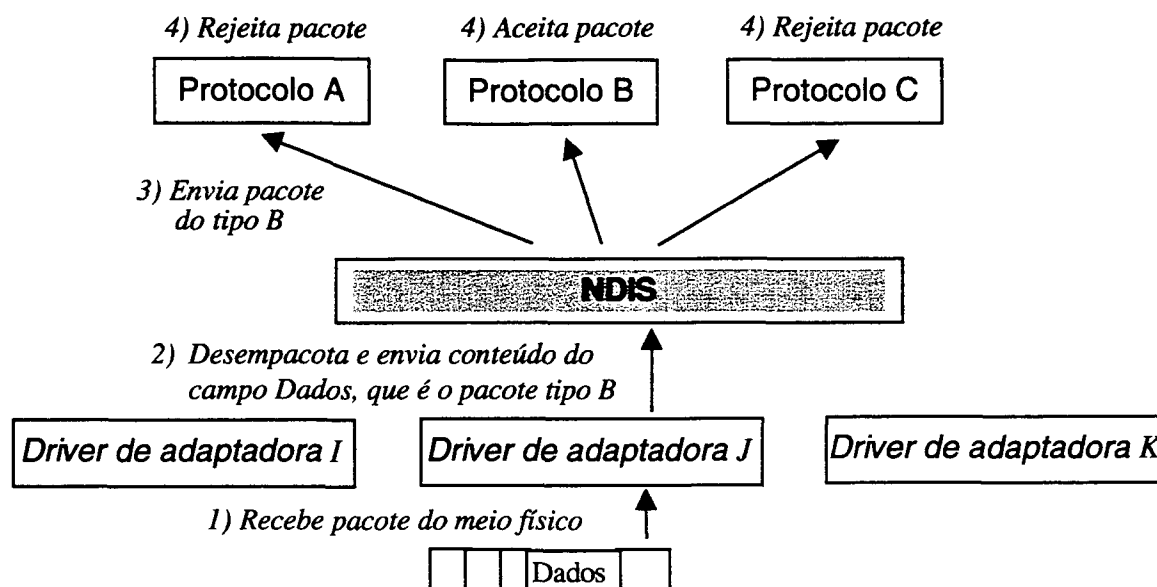 4) Rejeita pacote 4) Aceita pacote 4) Rejeita pacote
Protocolo A Protocolo B Protocolo C
3) Envia pacote
do tipo B
NDIS
2) Desempacota e envia conteúdo do
campo Dados, que é o pacote tipo B
Driver de adaptadora I Driver de adaptadora J Driver de adaptadora K
1) Recebe pacote do meio físico
Dados